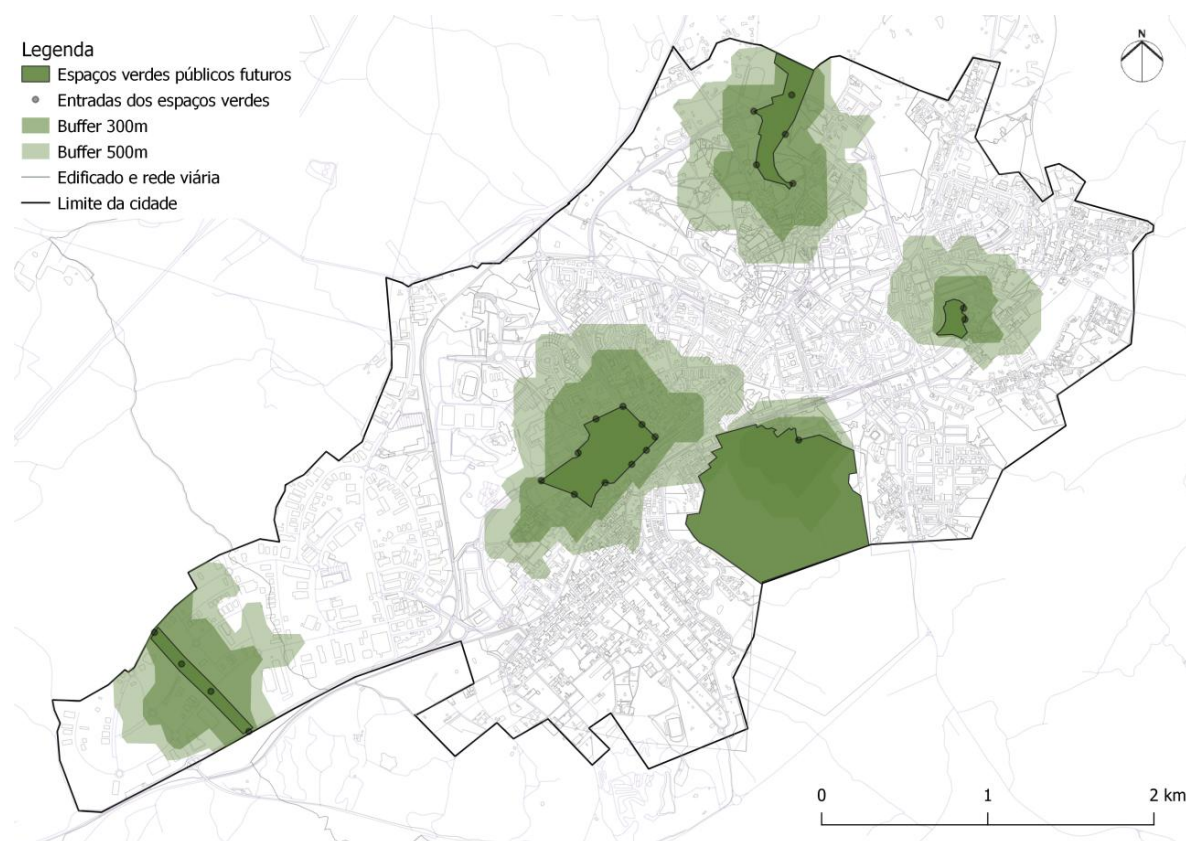 Legenda
Espaços verdes públicos futuros
Entradas dos espaços verdes
Buffer 300m
Buffer 500m
Edificado e rede viária
Limite da cidade
N
0 1 2 km